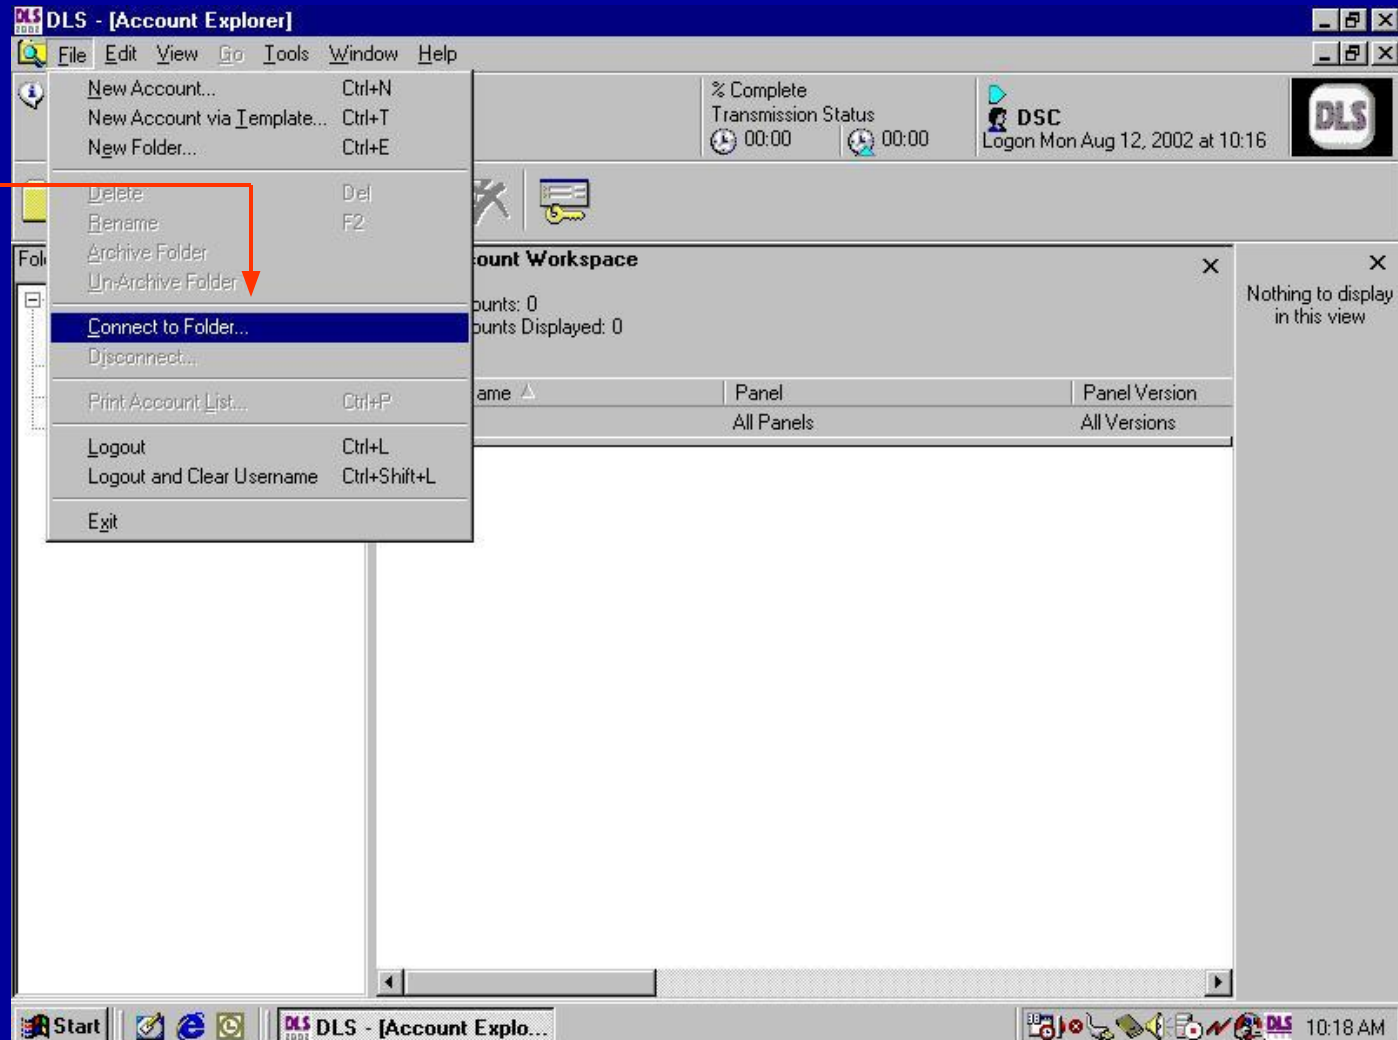 DLS - [Account Explorer]
File Edit View Go Tools Window Help
New Account... Ctrl+N
New Account via Template... Ctrl+T
New Folder... Ctrl+E
Delete Del
Rename F2
Archive Folder
Un-Archive Folder
Connect to Folder...
Disconnect...
Print Account List... Ctrl+P
Logout Ctrl+L
Logout and Clear Username Ctrl+Shift+L
Exit
% Complete
Transmission Status
00:00 00:00
DSC
Logon Mon Aug 12, 2002 at 10:16
DLS
Fol
ount Workspace
ounts: 0
ounts Displayed: 0
ame Panel Panel Version
All Panels All Versions
Nothing to display
in this view
Start DLS - [Account Explo... 10:18 AM